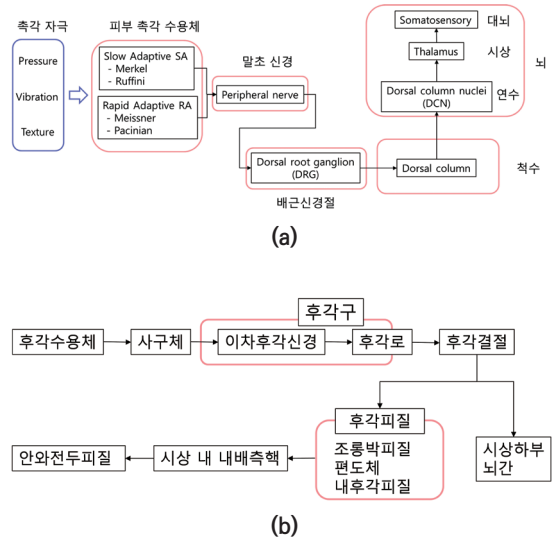 촉각 자극
Pressure
Vibration
Texture
피부 촉각 수용체
Slow Adaptive SA
- Merkel
- Ruffini
Rapid Adaptive RA
- Meissner
- Pacinian
말초 신경
Peripheral nerve
Dorsal root ganglion
(DRG)
배근신경절
Dorsal column
척수
Dorsal column nuclei
(DCN)
연수
Thalamus
시상
Somatosensory
대뇌
뇌
(a)
후각구
후각수용체
사구체
이차후각신경
후각로
후각결절
후각피질
조롱박피질
편도체
내후각피질
시상하부
뇌간
시상 내 내배측핵
안와전두피질
(b)